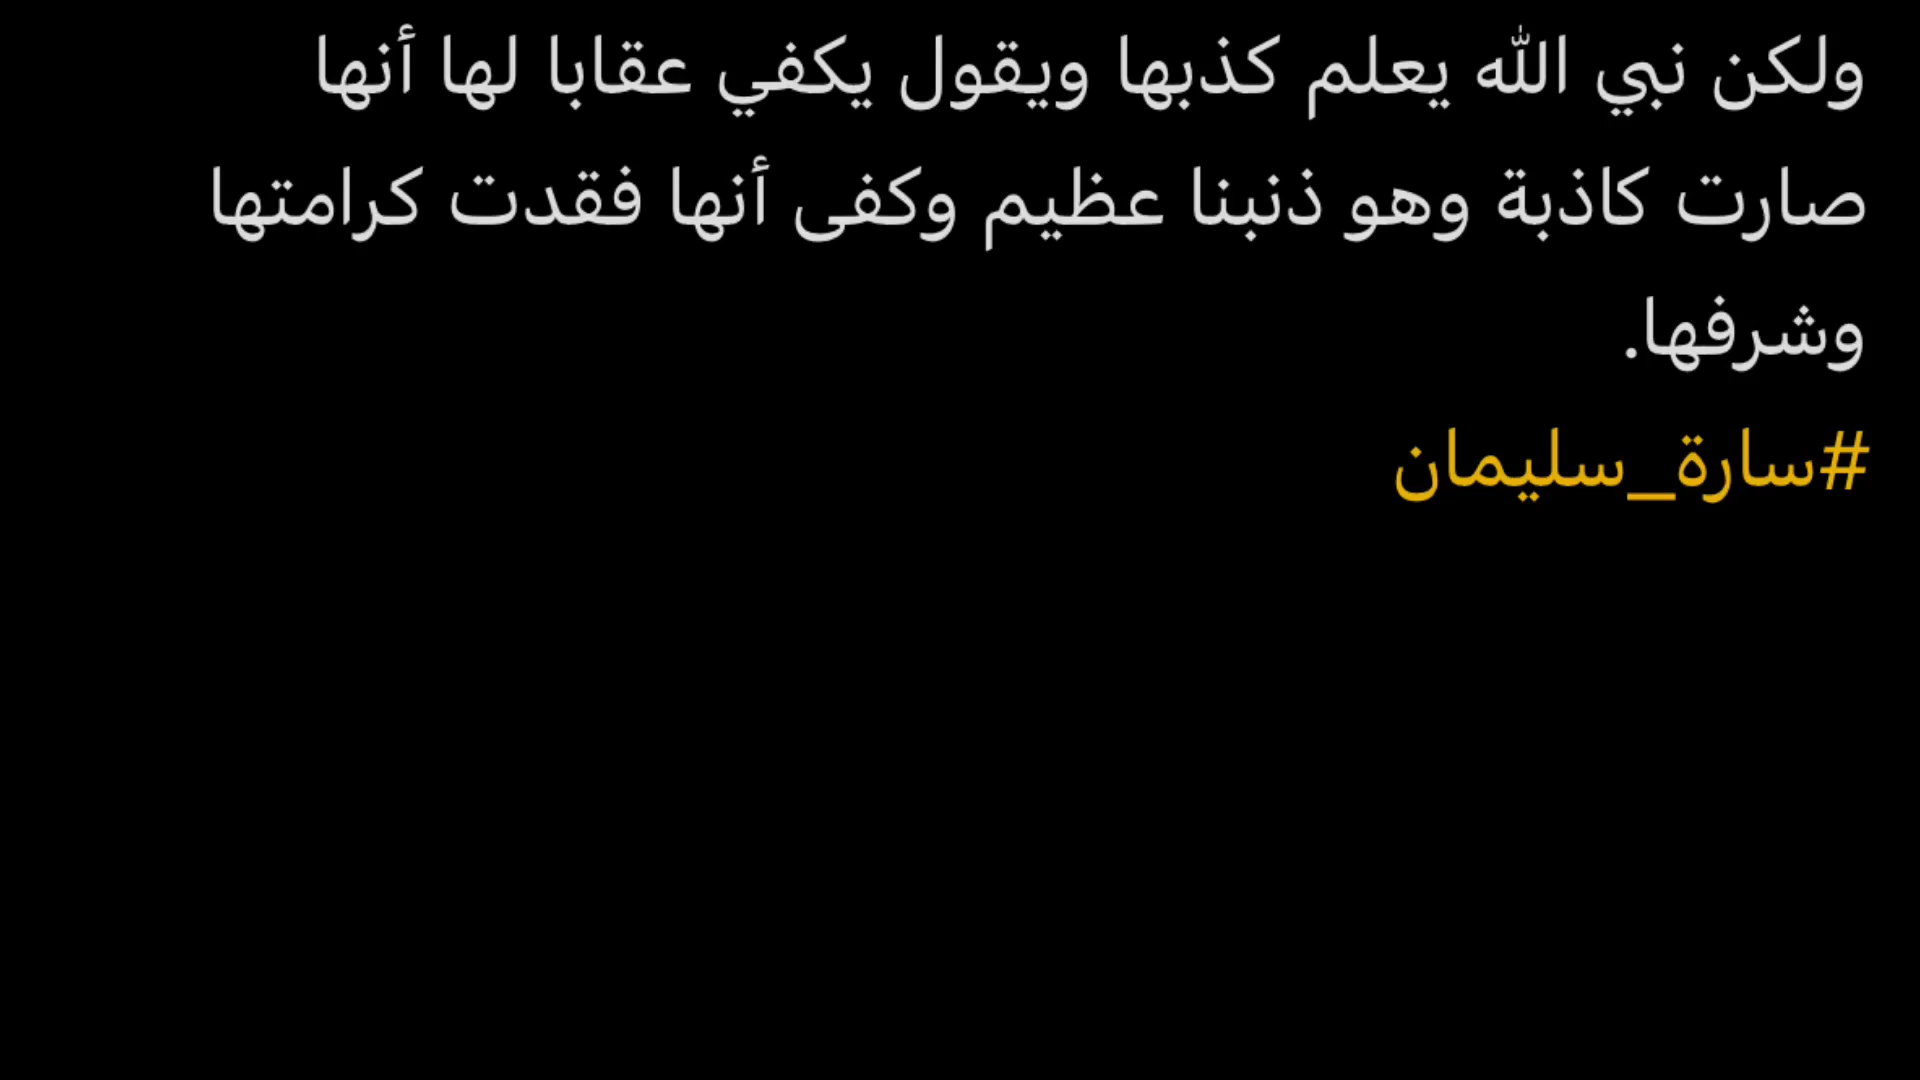 ولكن نبي الله يعلم كذبها ويقول يكفي عقابا لها أنها
صارت كاذبة وهو ذنبنا عظيم وكفى أنها فقدت كرامتها
وشرفها.
#سارة_سليمان